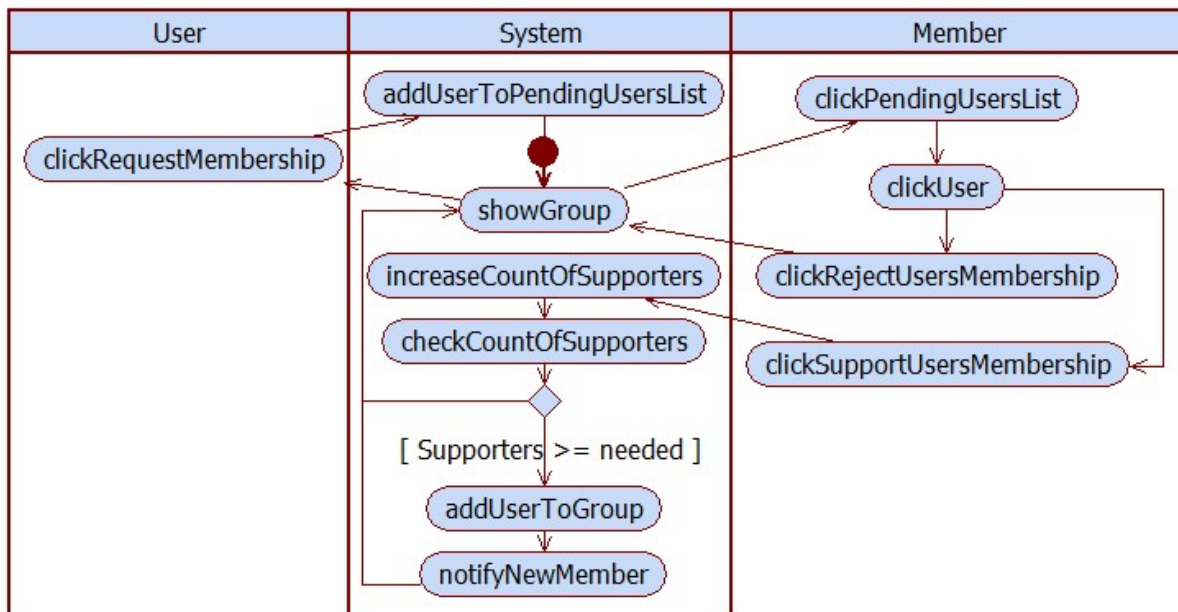 User
System
Member
addUserToPendingUsersList
clickPendingUsersList
clickRequestMembership
clickUser
showGroup
increaseCountOfSupporters
clickRejectUsersMembership
checkCountOfSupporters
clickSupportUsersMembership
[ Supporters >= needed ]
addUserToGroup
notifyNewMember